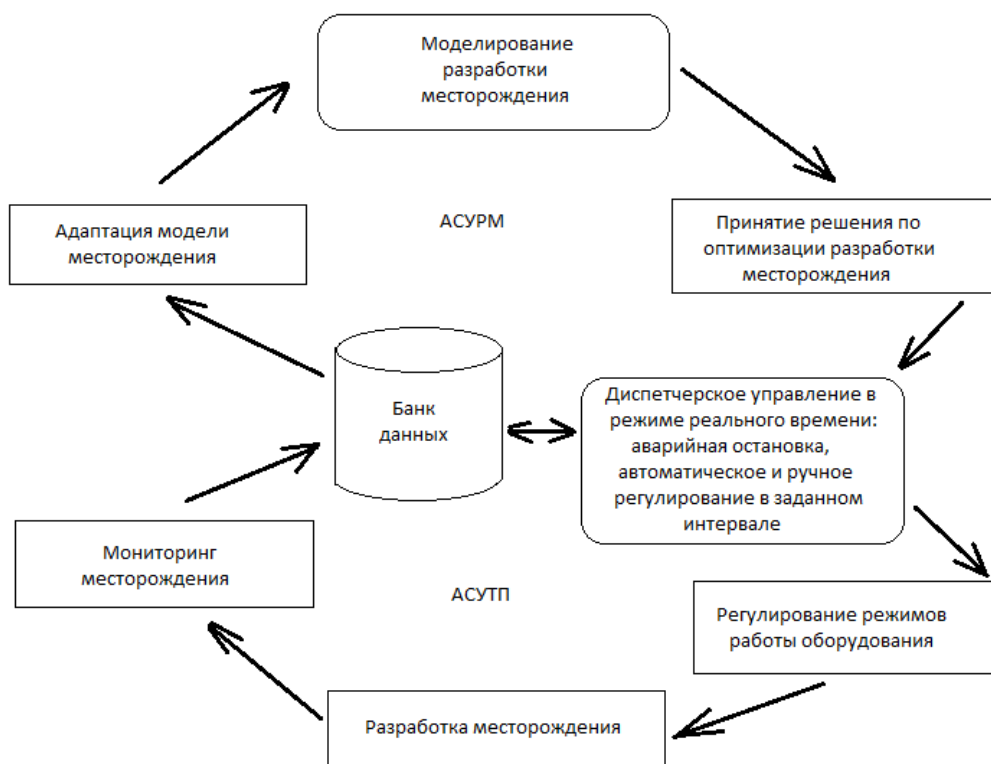 Моделирование
разработки
месторождения
АСУРМ
Адаптация модели
месторождения
Принятие решения по
оптимизации разработки
месторождения
Банк
данных
Диспетчерское управление в
режиме реального времени:
аварийная остановка,
автоматическое и ручное
регулирование в заданном
интервале
Мониторинг
месторождения
АСУТП
Регулирование режимов
работы оборудования
Разработка месторождения